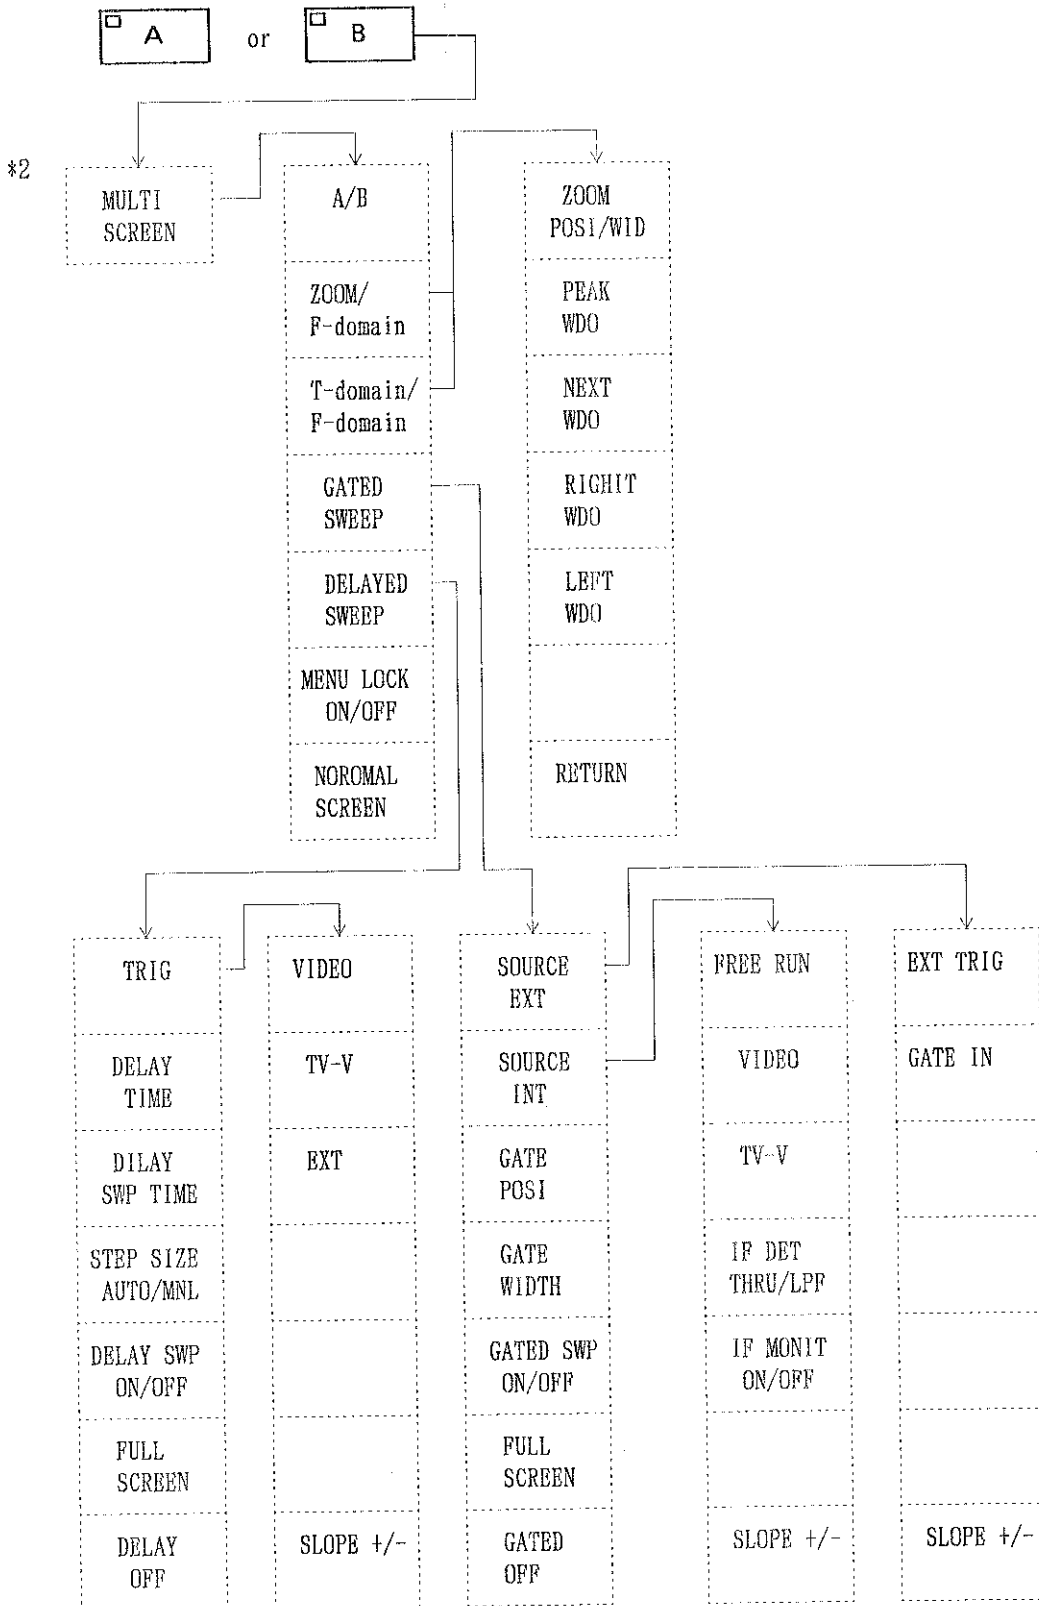 A or B
*2
MULTI
SCREEN
A/B
ZOOM/
F-domain
T-domain/
F-domain
GATED
SWEEP
DELAYED
SWEEP
MENU LOCK
ON/OFF
NOROMAL
SCREEN
ZOOM
POSI/WID
PEAK
WDO
NEXT
WDO
RIGHIT
WDO
LEFT
WDO
RETURN
TRIG
DELAY
TIME
DILAY
SWP TIME
STEP SIZE
AUTO/MNL
DELAY SWP
ON/OFF
FULL
SCREEN
DELAY
OFF
VIDEO
TV-V
EXT
SLOPE +/-
SOURCE
EXT
SOURCE
INT
GATE
POSI
GATE
WIDTH
GATED SWP
ON/OFF
FULL
SCREEN
GATED
OFF
FREE RUN
VIDEO
TV-V
IF DET
THRU/LPF
IF MONIT
ON/OFF
SLOPE +/-
EXT TRIG
GATE IN
SLOPE +/-